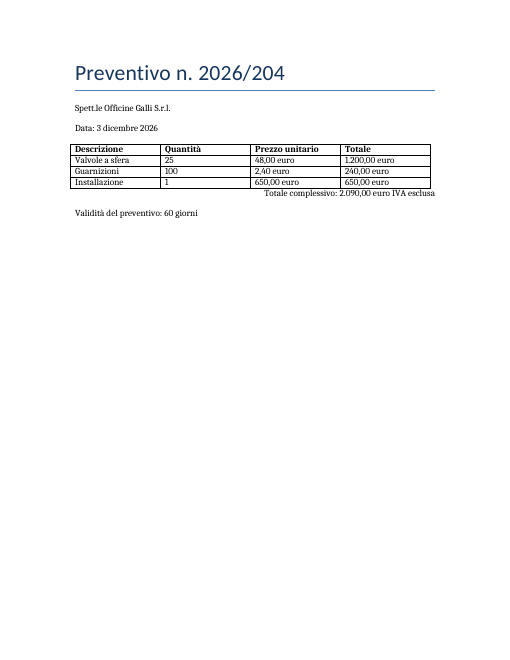 Preventivo n. 2026/204
Spett.le Officine Galli S.r.l.
Data: 3 dicembre 2026
Descrizione Quantità Prezzo unitario Totale
Valvole a sfera 25 48,00 euro 1.200,00 euro
Guarnizioni 100 2,40 euro 240,00 euro
Installazione 1 650,00 euro 650,00 euro
Totale complessivo: 2.090,00 euro IVA esclusa
Validità del preventivo: 60 giorni